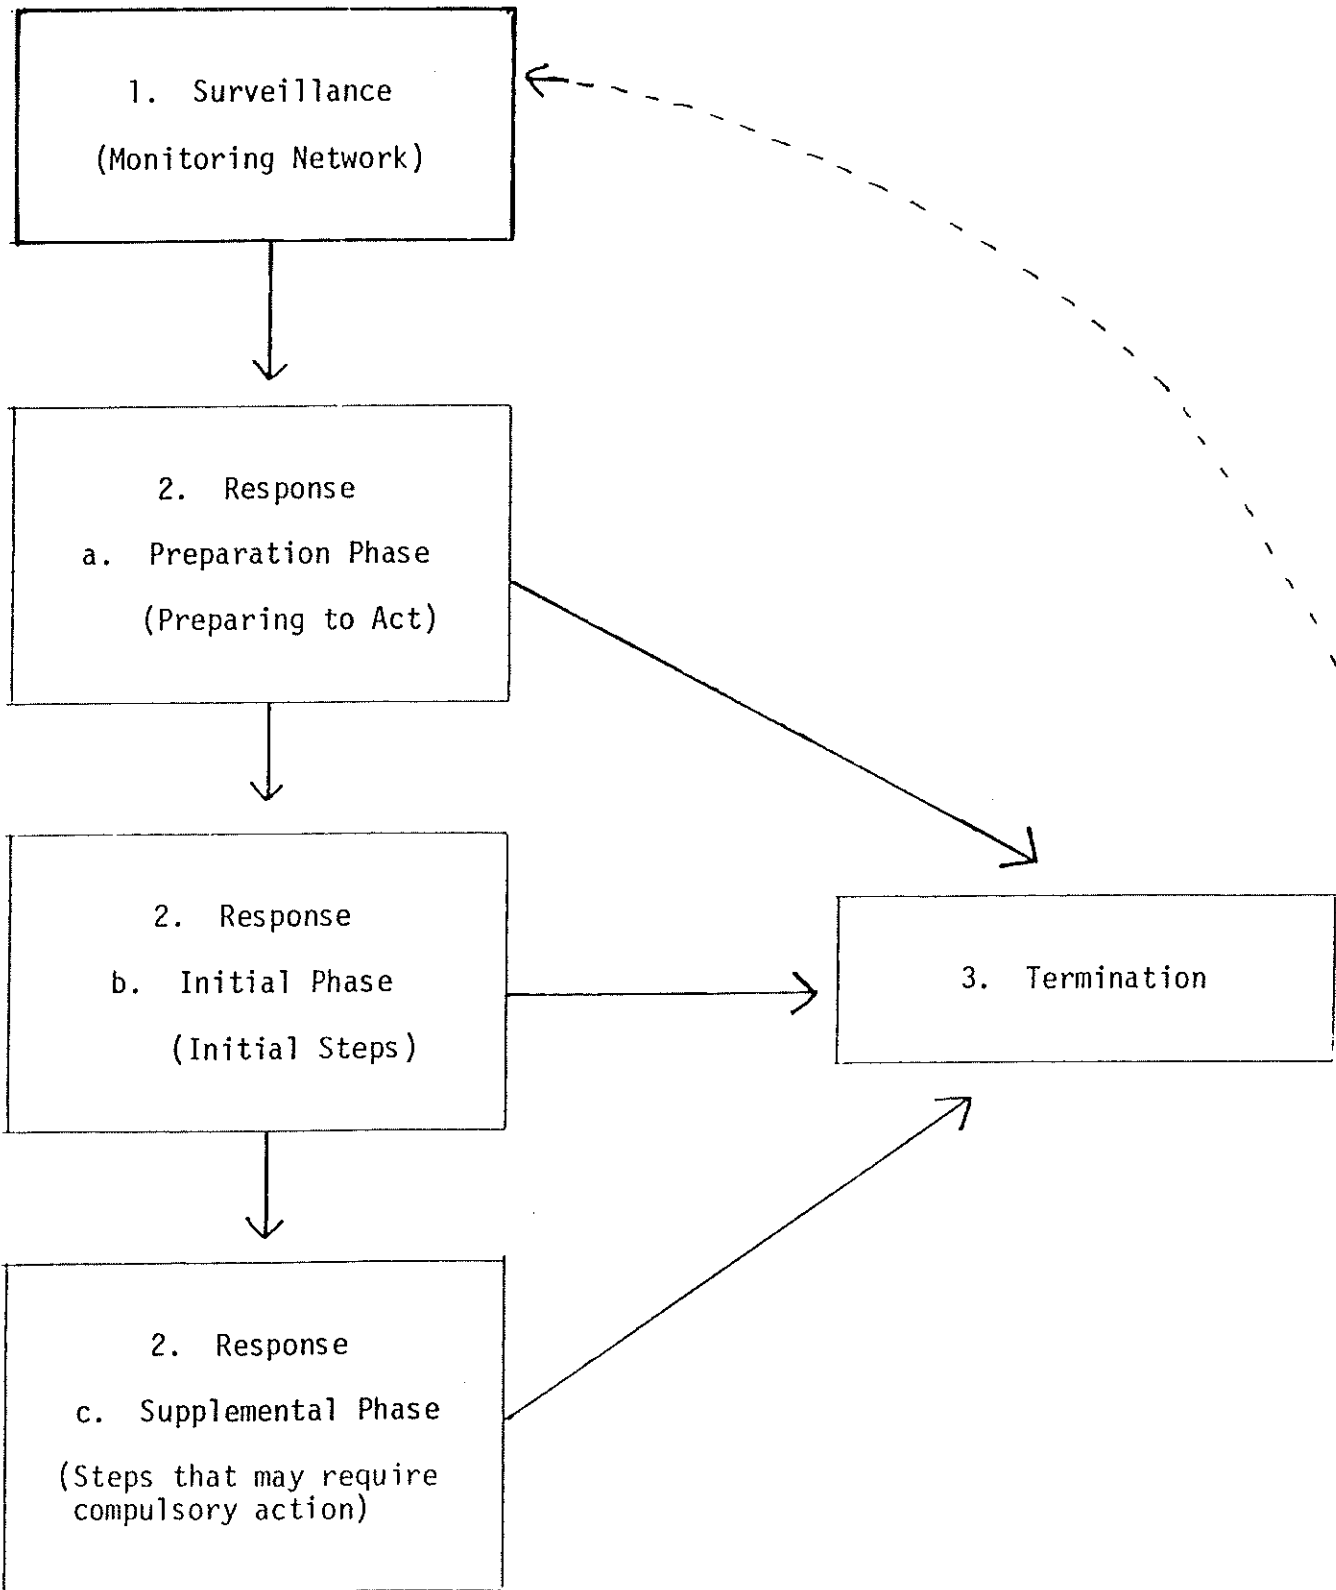 1. Surveillance
(Monitoring Network)
2. Response
a. Preparation Phase
(Preparing to Act)
2. Response
b. Initial Phase
(Initial Steps)
3. Termination
2. Response
c. Supplemental Phase
(Steps that may require
compulsory action)